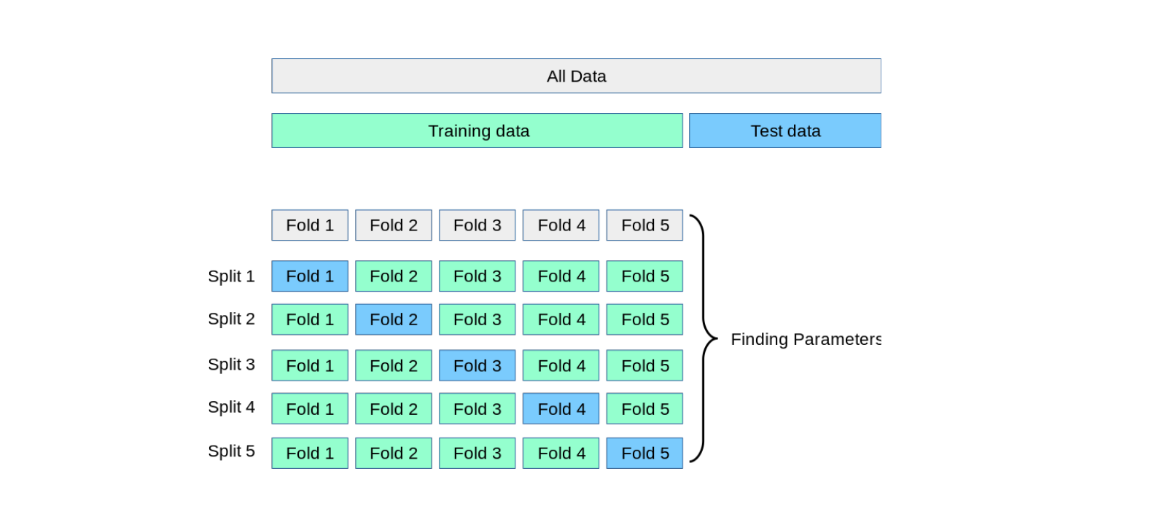 All Data
Training data Test data
Fold 1 Fold 2 Fold 3 Fold 4 Fold 5
Split 1 Fold 1 Fold 2 Fold 3 Fold 4 Fold 5
Split 2 Fold 1 Fold 2 Fold 3 Fold 4 Fold 5
Finding Parameters
Split 3 Fold 1 Fold 2 Fold 3 Fold 4 Fold 5
Split 4 Fold 1 Fold 2 Fold 3 Fold 4 Fold 5
Split 5 Fold 1 Fold 2 Fold 3 Fold 4 Fold 5